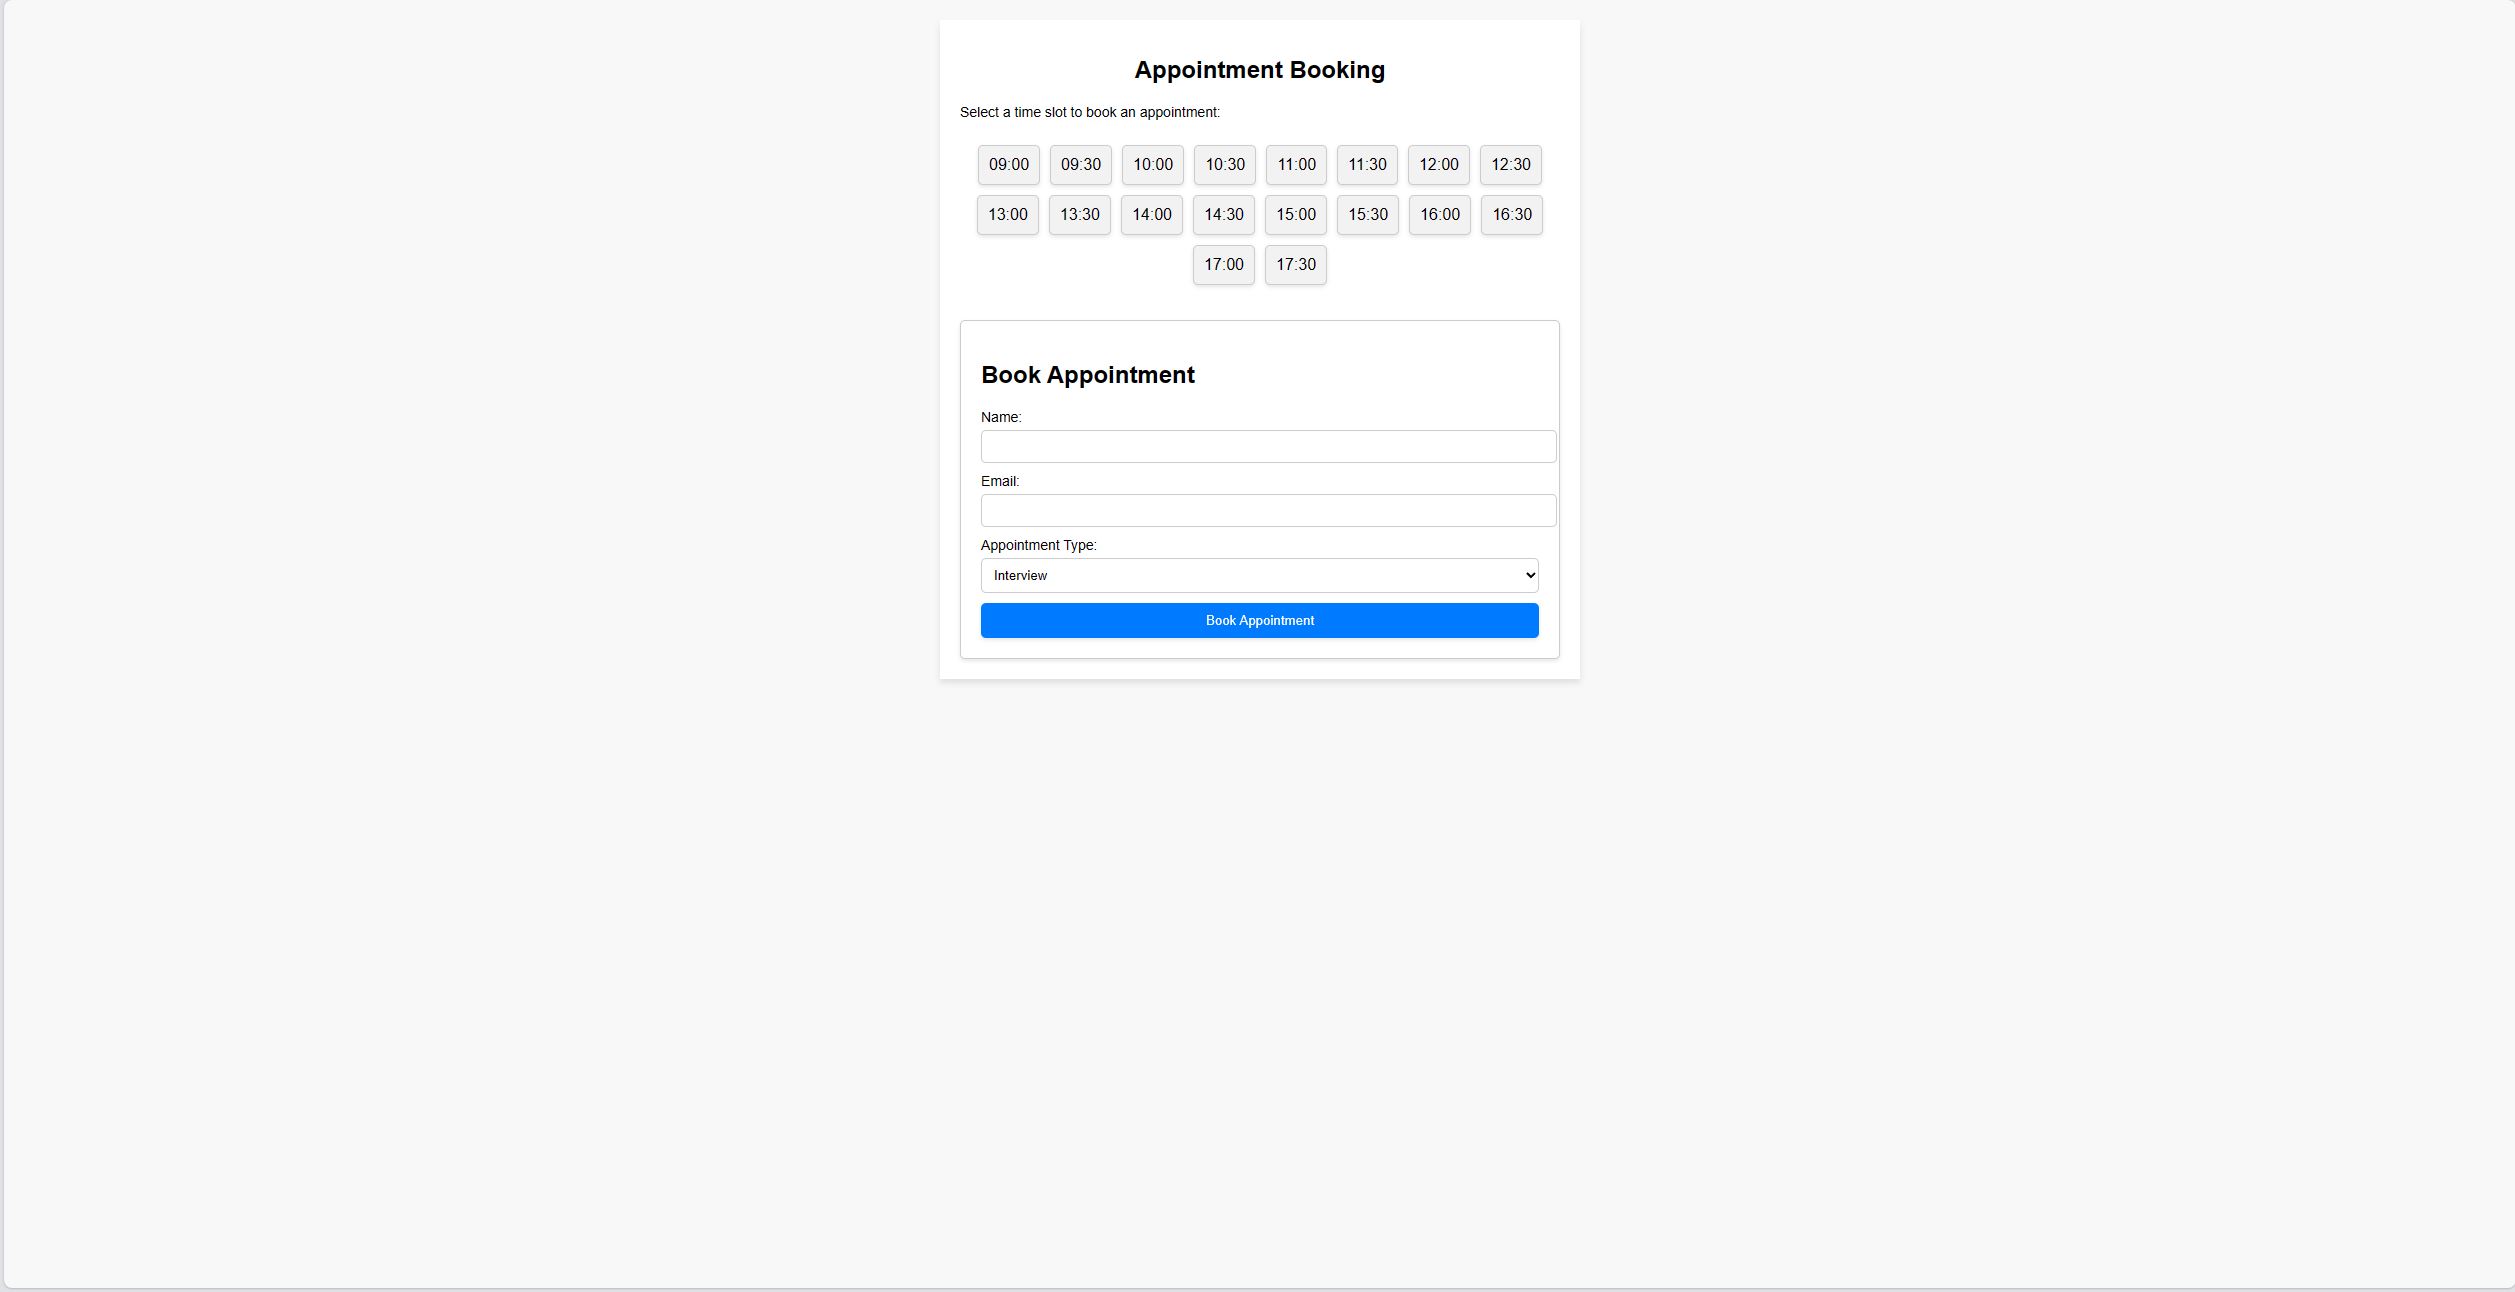 Appointment Booking
Select a time slot to book an appointment:
09:00 09:30 10:00 10:30 11:00 11:30 12:00 12:30
13:00 13:30 14:00 14:30 15:00 15:30 16:00 16:30
17:00 17:30
Book Appointment
Name:
Email:
Appointment Type:
Interview
Book Appointment